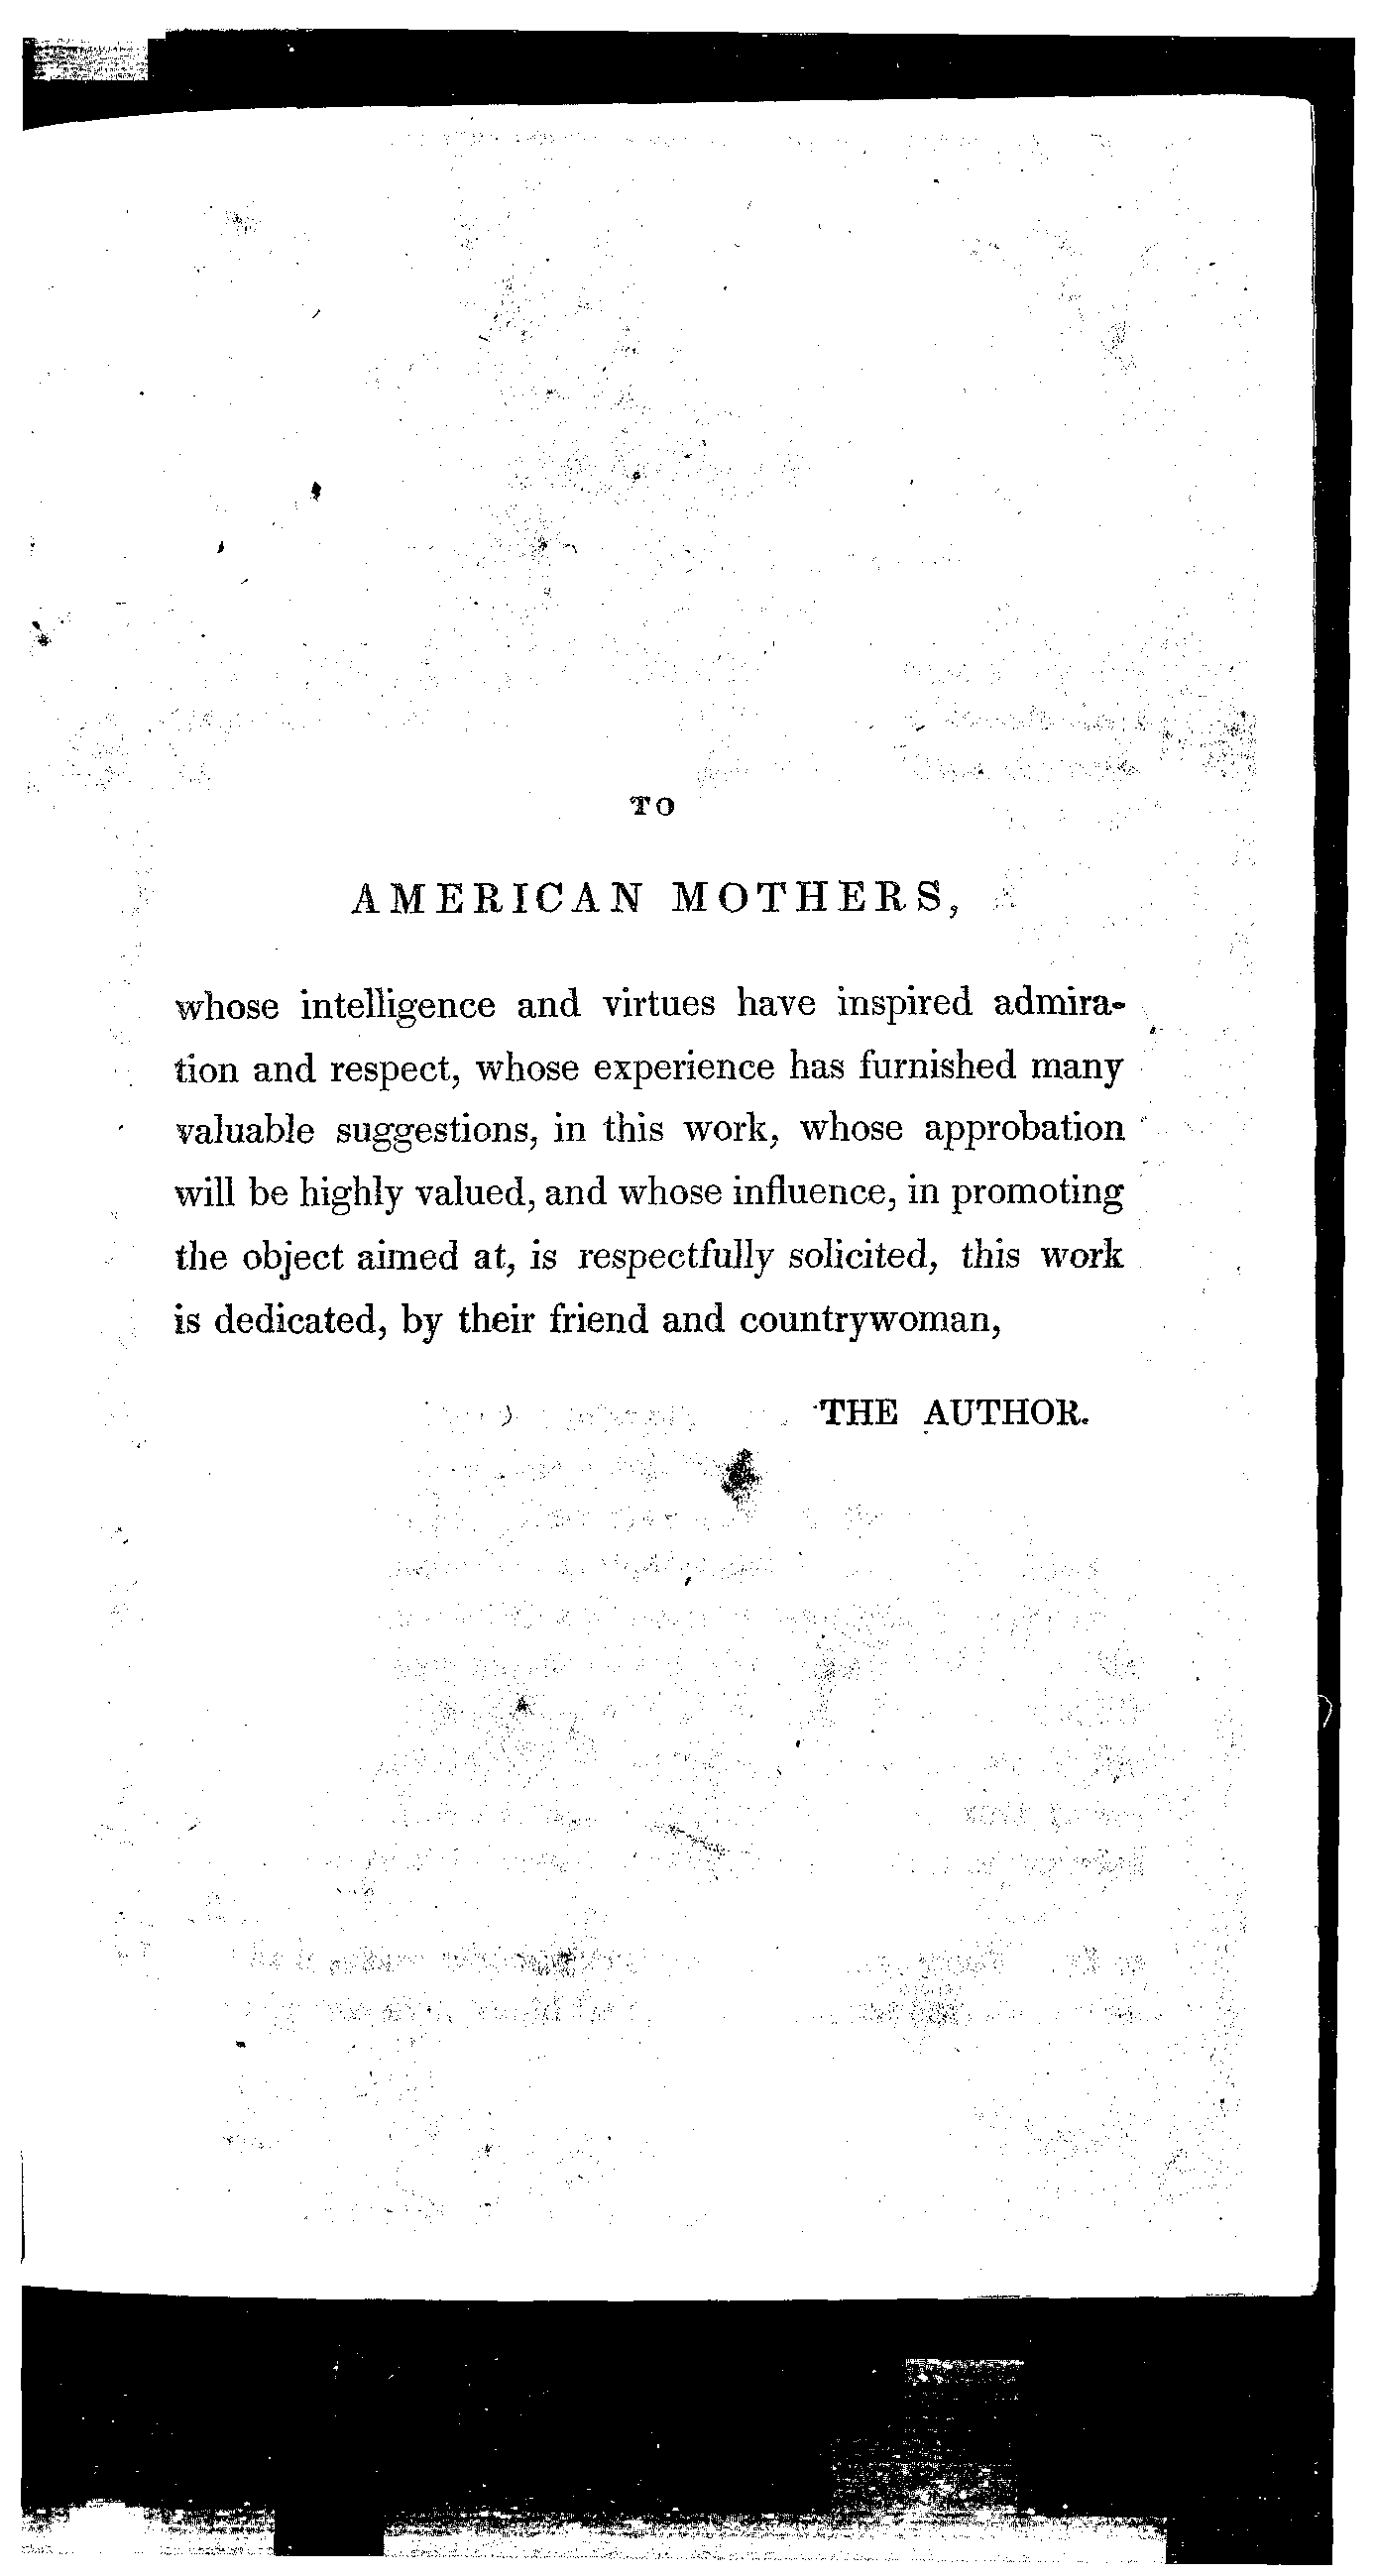 TO
AMERICAN MOTHERS,
whose intelligence and virtues have inspired admira-
tion and respect, whose experience has furnished many
valuable suggestions, in this work, whose approbation
will be highly valued, and whose influence, in promoting
the object aimed at, is respectfully solicited, this work
is dedicated, by their friend and countrywoman,
THE AUTHOR.